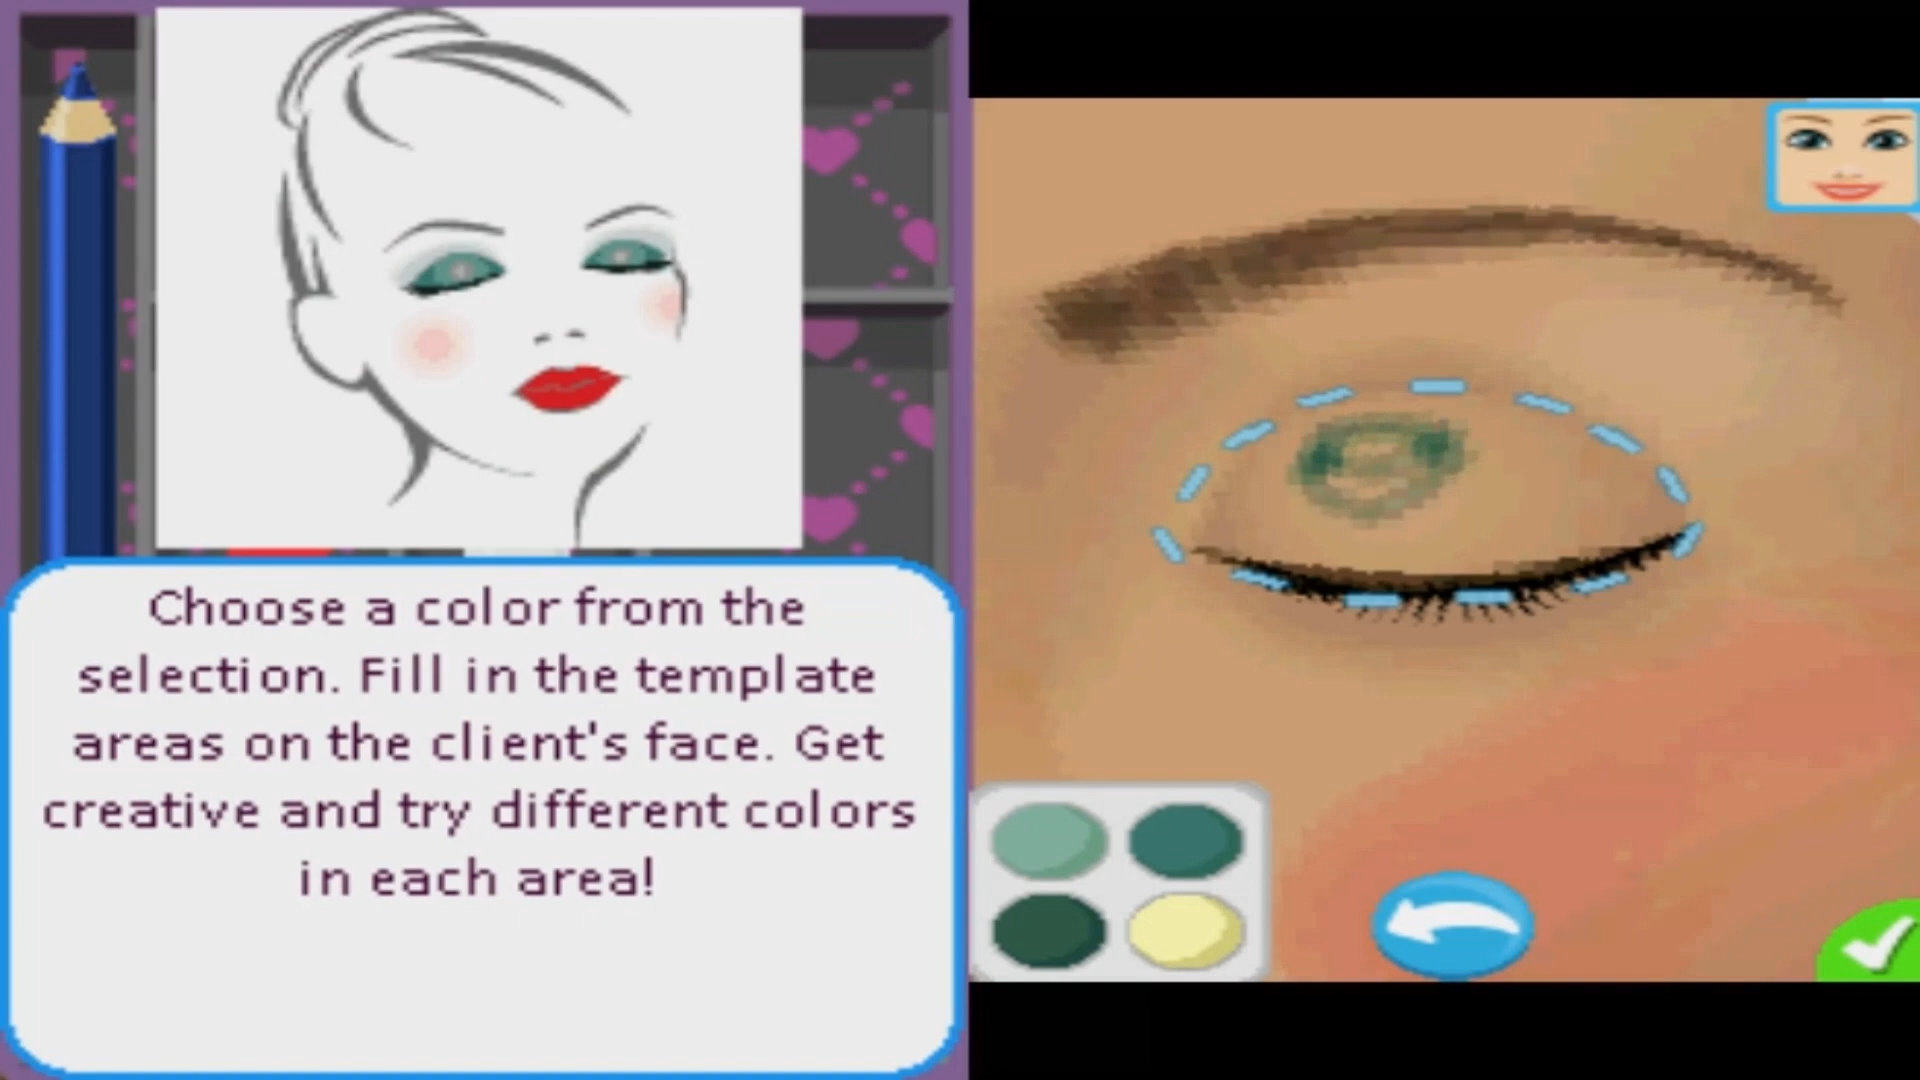 Choose a color from the
selection. Fill in the template
areas on the client's face. Get
creative and try different colors
in each area!